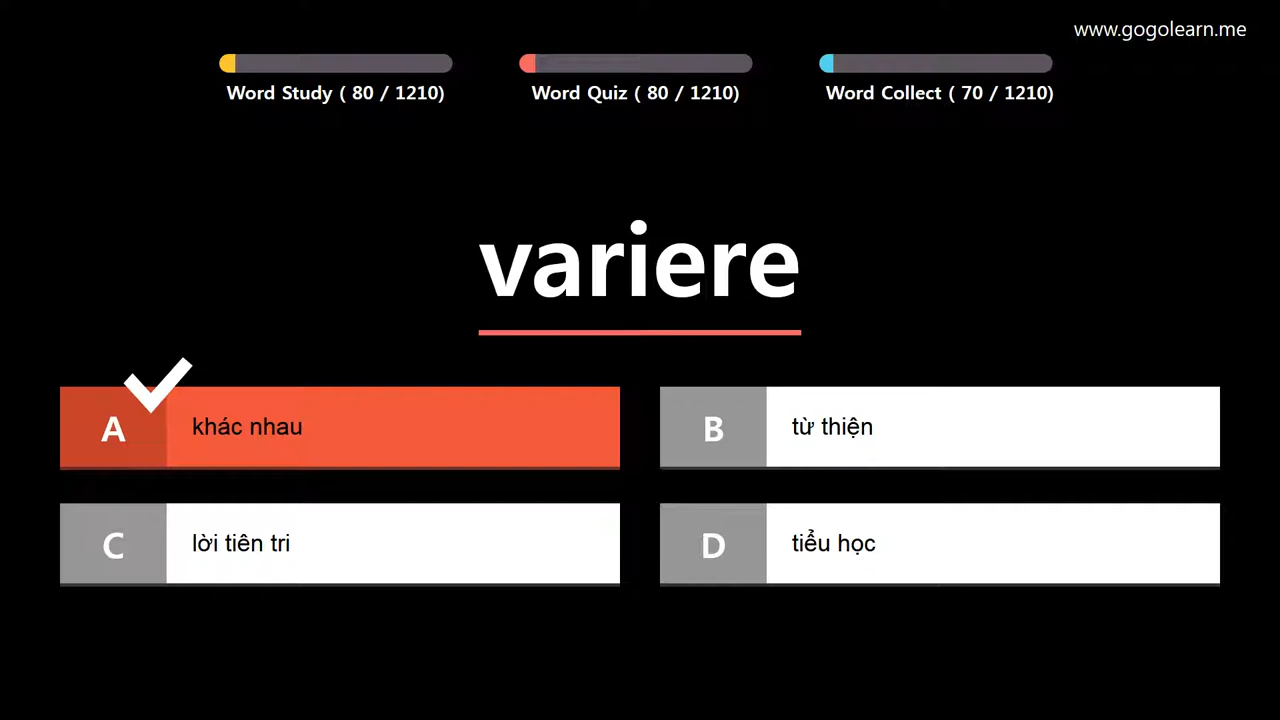 www.gogolearn.me
Word Study ( 80 / 1210)
Word Quiz ( 80 / 1210)
Word Collect ( 70 / 1210)
variere
A khác nhau
B từ thiện
C lời tiên tri
D tiểu học